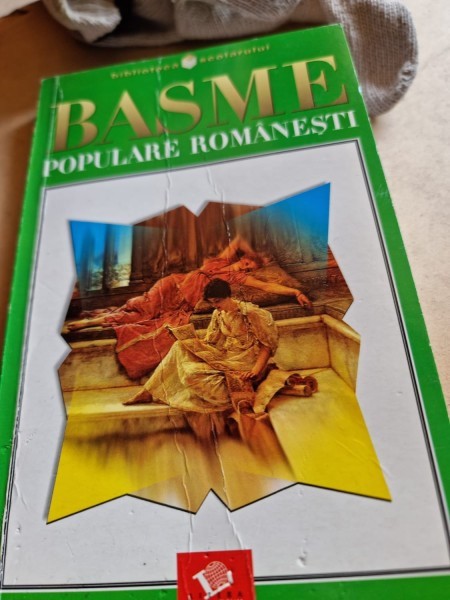 biblioteca școlarului
BASME
POPULARE ROMÂNEȘTI